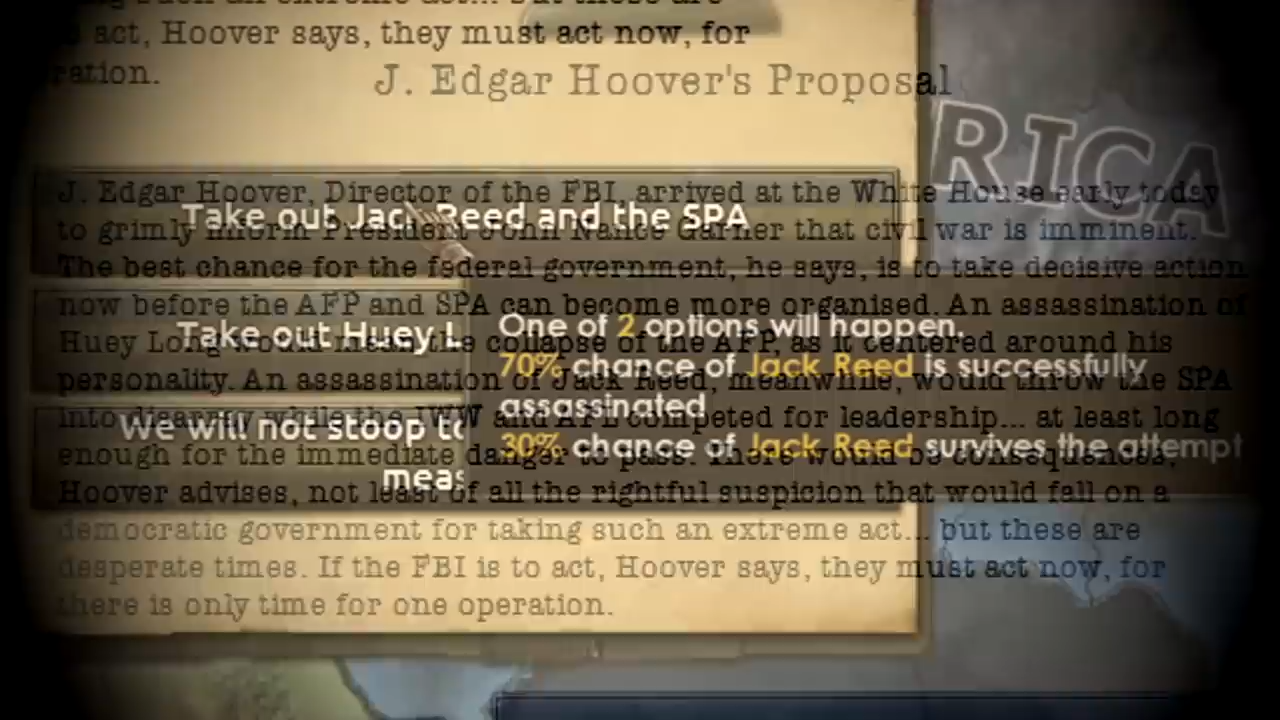 such an extreme act... but these are
act, Hoover says, they must act now, for
ration.
J. Edgar Hoover's Proposal
RICA
J. Edgar Hoover, Director of the FBI, arrived at the White House early today
to grimly inform President John Nance Garner that civil war is imminent.
The best chance for the federal government, he says, is to take decisive action
now before the AFP and SPA can become more organised. An assassination of
Huey Long would mean the collapse of the AFP, as it centered around his
personality. An assassination of Jack Reed, meanwhile, would throw the SPA
into disarray while the IWW and AFL competed for leadership... at least long
enough for the immediate danger to pass. There would be consequences,
Hoover advises, not least of all the rightful suspicion that would fall on a
democratic government for taking such an extreme act... but these are
desperate times. If the FBI is to act, Hoover says, they must act now, for
there is only time for one operation.
Take out Jack Reed and the SPA
Take out Huey L
We will not stoop to
meas
One of 2 options will happen.
70% chance of Jack Reed is successfully
assassinated
30% chance of Jack Reed survives the attempt